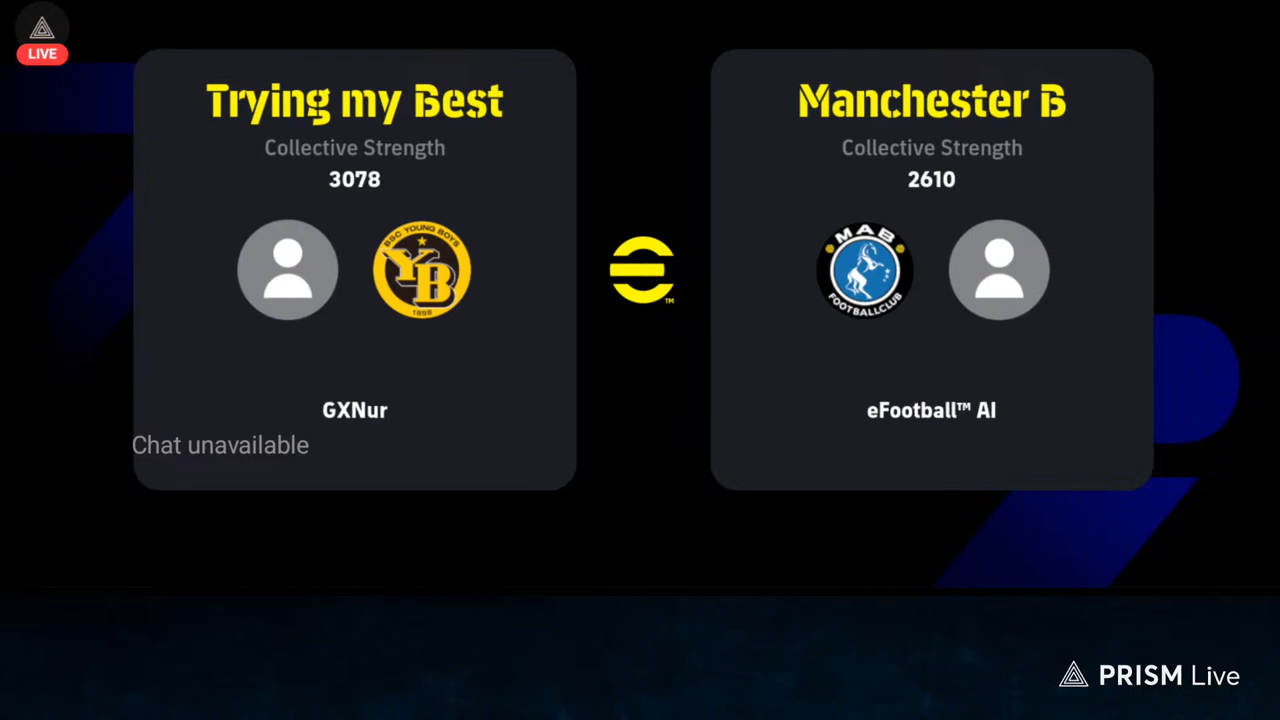 LIVE
Trying my Best
Collective Strength
3078
BSC YOUNG BOYS
YB
1898
GXNur
Chat unavailable
TM
Manchester B
Collective Strength
2610
MAB
FOOTBALLCLUB
eFootball™ AI
PRISM Live